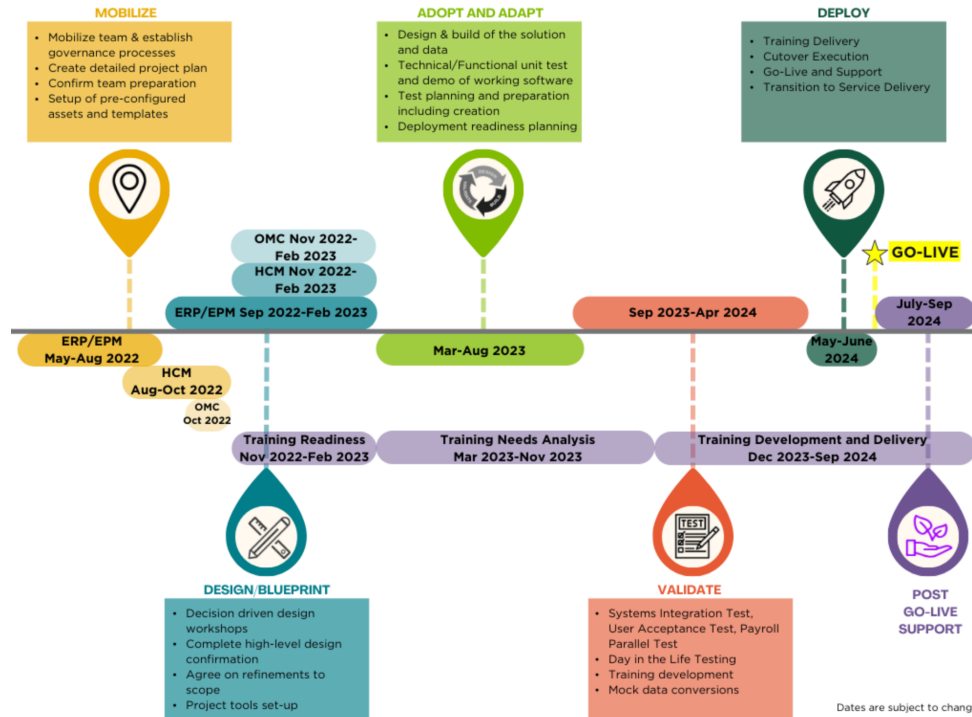 MOBILIZE
• Mobilize team & establish
governance processes
• Create detailed project plan
• Confirm team preparation
• Setup of pre-configured
assets and templates
ADOPT AND ADAPT
• Design & build of the solution
and data
• Technical/Functional unit test
and demo of working software
• Test planning and preparation
including creation
• Deployment readiness planning
DEPLOY
• Training Delivery
• Cutover Execution
• Go-Live and Support
• Transition to Service Delivery
DESIGN
BUILD
OMC Nov 2022-
Feb 2023
HCM Nov 2022-
Feb 2023
ERP/EPM Sep 2022-Feb 2023
Sep 2023-Apr 2024
GO-LIVE
July-Sep
2024
ERP/EPM
May-Aug 2022
HCM
Aug-Oct 2022
OMC
Oct 2022
Mar-Aug 2023
May-June
2024
Training Readiness
Nov 2022-Feb 2023
Training Needs Analysis
Mar 2023-Nov 2023
Training Development and Delivery
Dec 2023-Sep 2024
TEST
DESIGN/BLUEPRINT
• Decision driven design
workshops
• Complete high-level design
confirmation
• Agree on refinements to
scope
• Project tools set-up
VALIDATE
• Systems Integration Test,
User Acceptance Test, Payroll
Parallel Test
• Day in the Life Testing
• Training development
• Mock data conversions
POST
GO-LIVE
SUPPORT
Dates are subject to chang